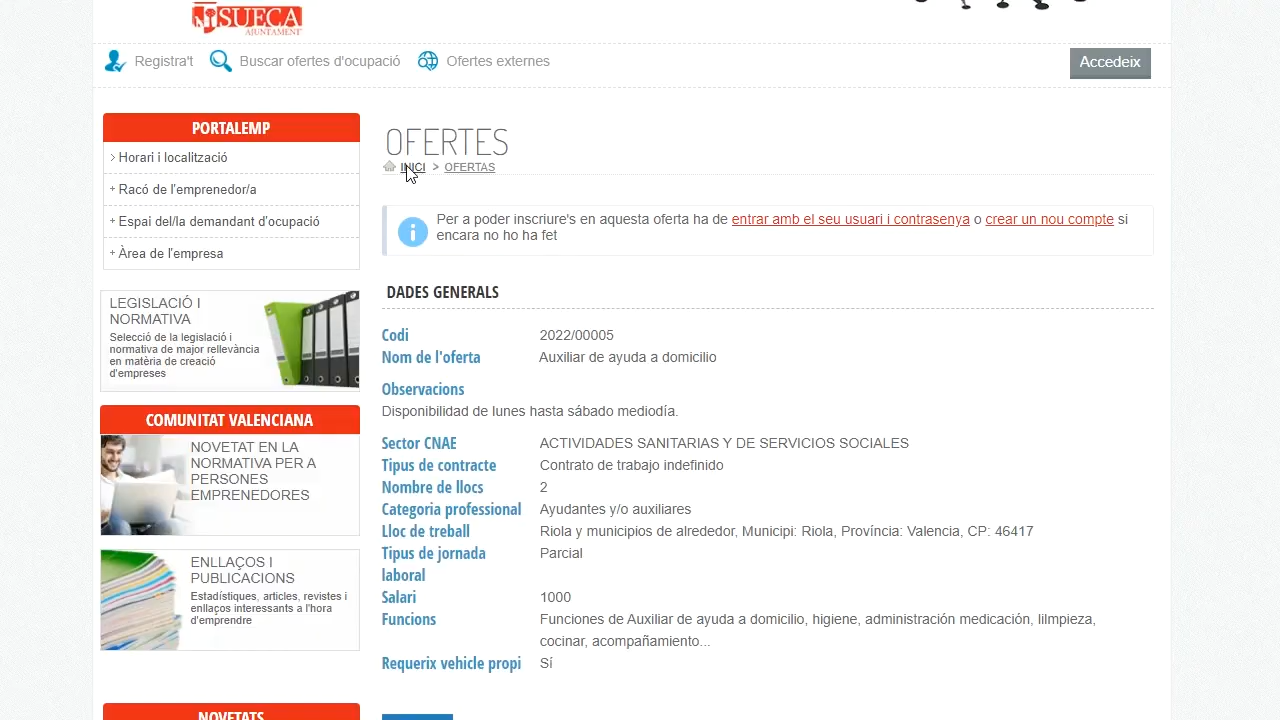 SUECA
AJUNTAMENT
Registra't
Buscar ofertes d'ocupació
Ofertes externes
Accedeix
PORTALEMP
Horari i localització
Racó de l'emprenedor/a
Espai del/la demandant d'ocupació
Àrea de l'empresa
LEGISLACIÓ I
NORMATIVA
Selecció de la legislació i
normativa de major rellevància
en matèria de creació
d'empreses
COMUNITAT VALENCIANA
NOVETAT EN LA
NORMATIVA PER A
PERSONES
EMPRENEDORES
ENLLAÇOS I
PUBLICACIONS
Estadístiques, articles, revistes i
enllaços interessants a l'hora
d'emprendre
NOVETATS
OFERTES
INICI > OFERTAS
Per a poder inscriure's en aquesta oferta ha de entrar amb el seu usuari i contrasenya o crear un nou compte si
encara no ho ha fet
DADES GENERALS
Codi 2022/00005
Nom de l'oferta Auxiliar de ayuda a domicilio
Observacions
Disponibilidad de lunes hasta sábado mediodía.
Sector CNAE ACTIVIDADES SANITARIAS Y DE SERVICIOS SOCIALES
Tipus de contracte Contrato de trabajo indefinido
Nombre de llocs 2
Categoria professional Ayudantes y/o auxiliares
Lloc de treball Riola y municipios de alrededor, Municipi: Riola, Província: Valencia, CP: 46417
Tipus de jornada Parcial
laboral
Salari 1000
Funcions Funciones de Auxiliar de ayuda a domicilio, higiene, administración medicación, lilmpieza,
cocinar, acompañamiento...
Requerix vehicle propi Sí